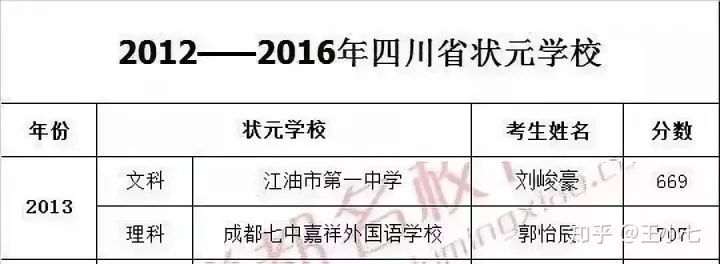 2012——2016年四川省状元学校
年份 状元学校 考生姓名 分数
2013 文科 江油市第一中学 刘峻豪 669
理科 成都七中嘉祥外国语学校 郭怡辰 707
知乎 @王小七